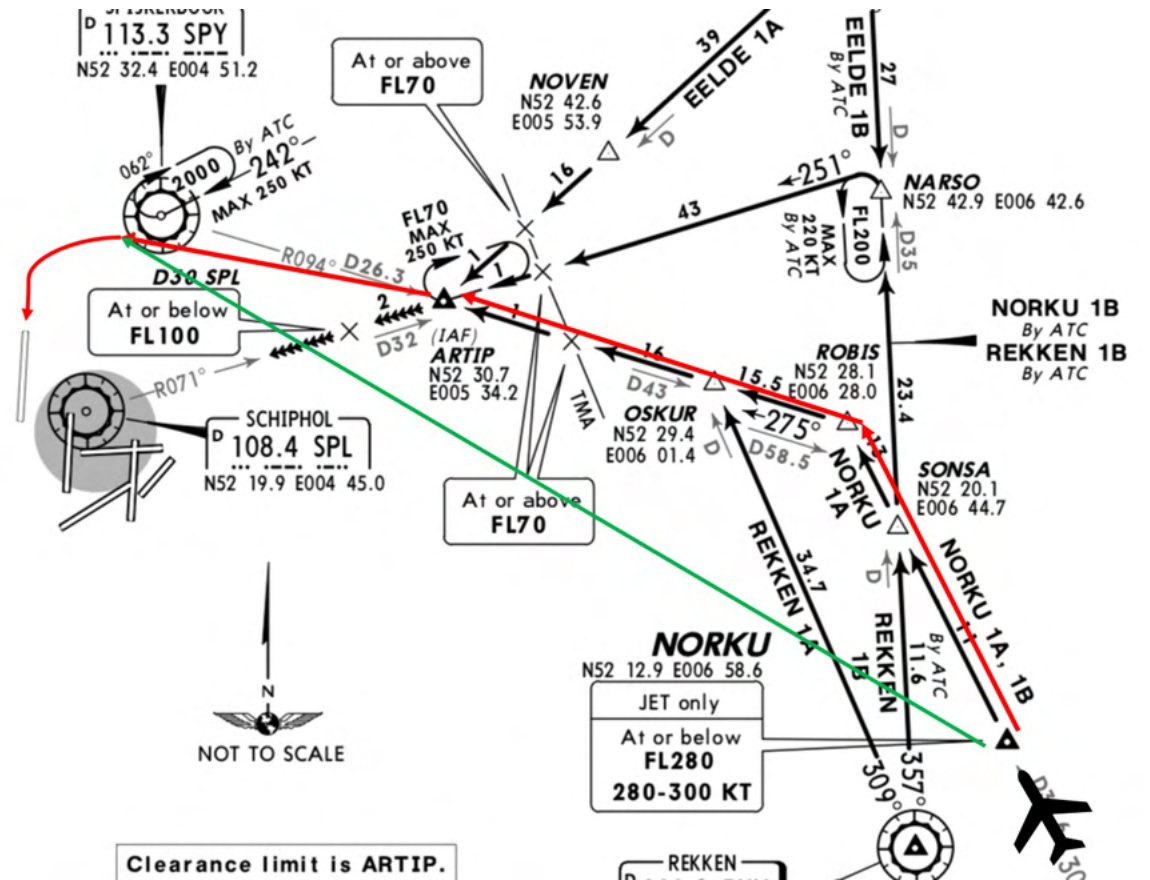 SPIJKERBOOR
D 113.3 SPY
N52 32.4 E004 51.2
At or above
FL70
NOVEN
N52 42.6
E005 53.9
39
EELDE 1A
D
16
EELDE 1B
By ATC
27
D
062°
2000
By ATC
242°
MAX 250 KT
251°
43
NARSO
N52 42.9 E006 42.6
FL70
MAX
250 KT
1
1
FL200
MAX
220 KT
By ATC
D35
R094° D26.3
D30 SPL
At or below
FL100
2
D32
(IAF)
ARTIP
N52 30.7
E005 34.2
1
16
D43
TMA
NORKU 1B
By ATC
REKKEN 1B
By ATC
ROBIS
N52 28.1
E006 28.0
15.5
275°
D58.5
OSKUR
N52 29.4
E006 01.4
D
13
NORKU
1A
23.4
R071°
SCHIPHOL
D 108.4 SPL
N52 19.9 E004 45.0
At or above
FL70
SONSA
N52 20.1
E006 44.7
D
REKKEN 1A
34.7
NORKU 1A, 1B
11
REKKEN
1B
11.6
By ATC
NORKU
N52 12.9 E006 58.6
JET only
At or below
FL280
280-300 KT
N
NOT TO SCALE
309°
357°
Clearance limit is ARTIP.
REKKEN
D